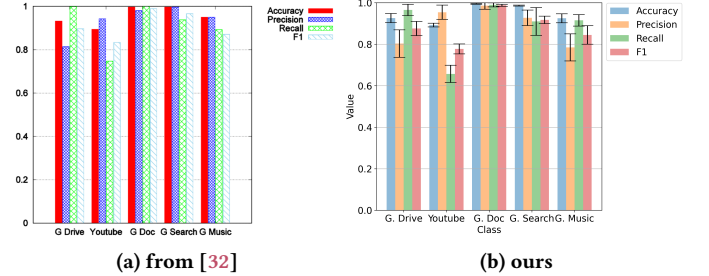 1
0.8
0.6
0.4
0.2
0
G Drive Youtube G Doc G Search G Music
Accuracy
Precision
Recall
F1
(a) from [32]
1.0
0.8
0.6
0.4
0.2
0.0
Value
G. Drive Youtube G. Doc G. Search G. Music
Class
Accuracy
Precision
Recall
F1
(b) ours